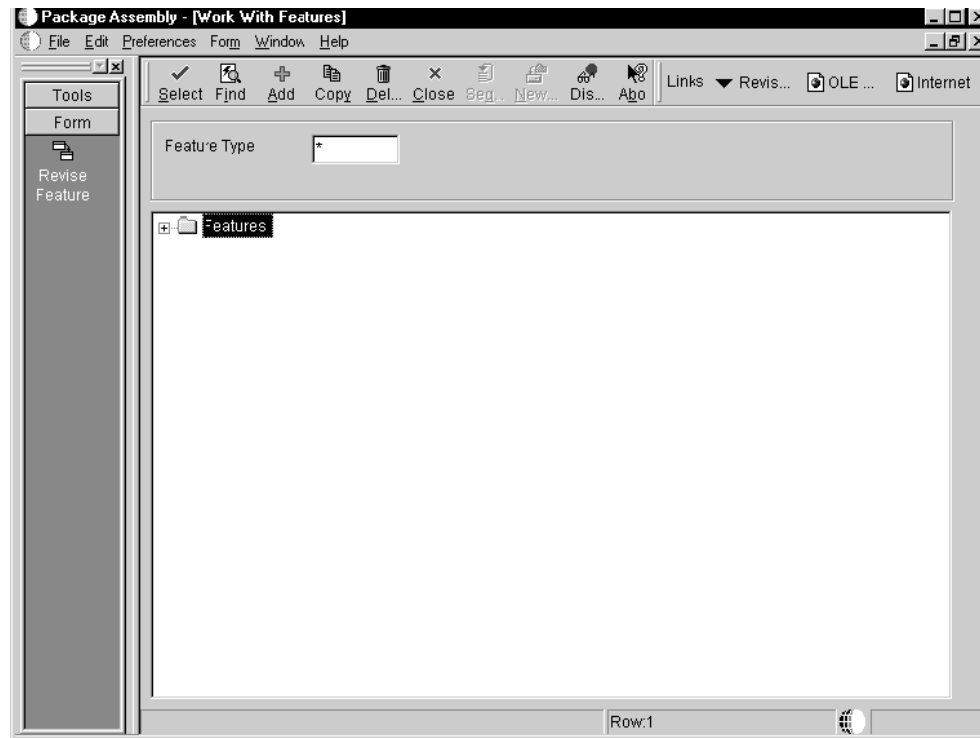 Package Assembly - [Work With Features]
File Edit Preferences Form Window Help
Select Find Add Copy Del... Close Seq... New... Dis... Abo Links Revis... OLE ... Internet
Tools
Form
Revise
Feature
Feature Type *
Features
Row:1